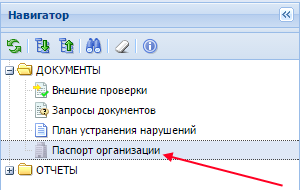 Навигатор
ДОКУМЕНТЫ
Внешние проверки
Запросы документов
План устранения нарушений
Паспорт организации
ОТЧЕТЫ